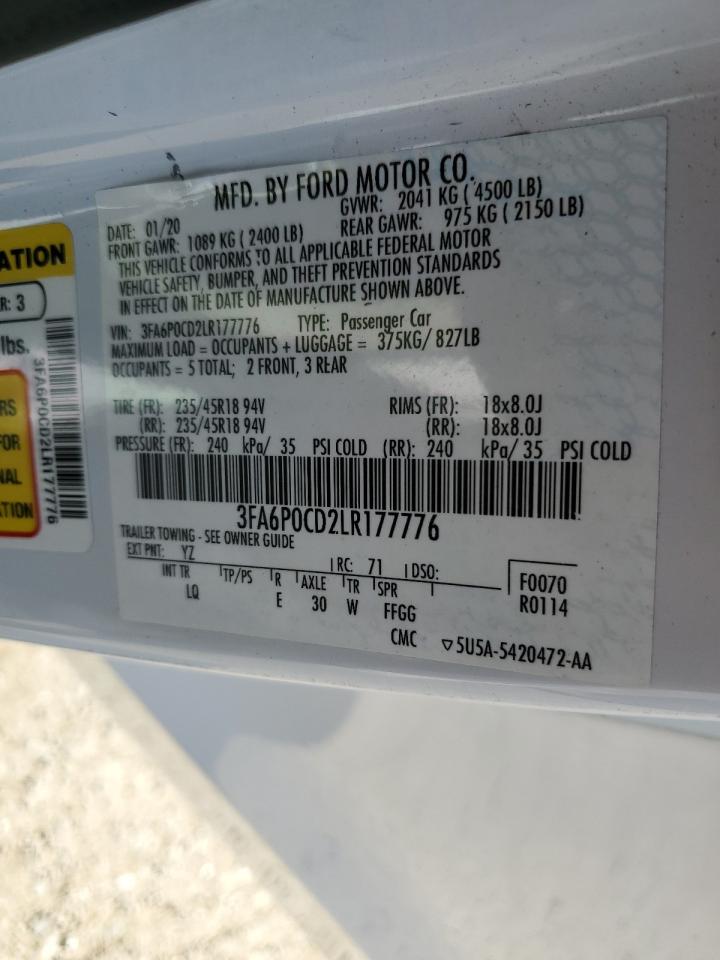 MFD. BY FORD MOTOR CO.
DATE: 01/20 GVWR: 2041 KG ( 4500 LB)
FRONT GAWR: 1089 KG ( 2400 LB) REAR GAWR: 975 KG ( 2150 LB)
THIS VEHICLE CONFORMS TO ALL APPLICABLE FEDERAL MOTOR
VEHICLE SAFETY, BUMPER, AND THEFT PREVENTION STANDARDS
IN EFFECT ON THE DATE OF MANUFACTURE SHOWN ABOVE.
VIN: 3FA6P0CD2LR177776 TYPE: Passenger Car
MAXIMUM LOAD = OCCUPANTS + LUGGAGE = 375KG/ 827LB
OCCUPANTS = 5 TOTAL; 2 FRONT, 3 REAR
TIRE (FR): 235/45R18 94V RIMS (FR): 18x8.0J
(RR): 235/45R18 94V (RR): 18x8.0J
PRESSURE (FR): 240 kPa/ 35 PSI COLD (RR): 240 kPa/ 35 PSI COLD
3FA6P0CD2LR177776
TRAILER TOWING - SEE OWNER GUIDE
EXT PNT: YZ RC: 71 DSO:
INT TR TP/PS R AXLE TR SPR
LQ E 30 W FFGG
F0070
R0114
CMC ▽5U5A-5420472-AA
ATION
R: 3
lbs.
RS
FOR
NAL
ATION
3FA6P0CD2LR177776